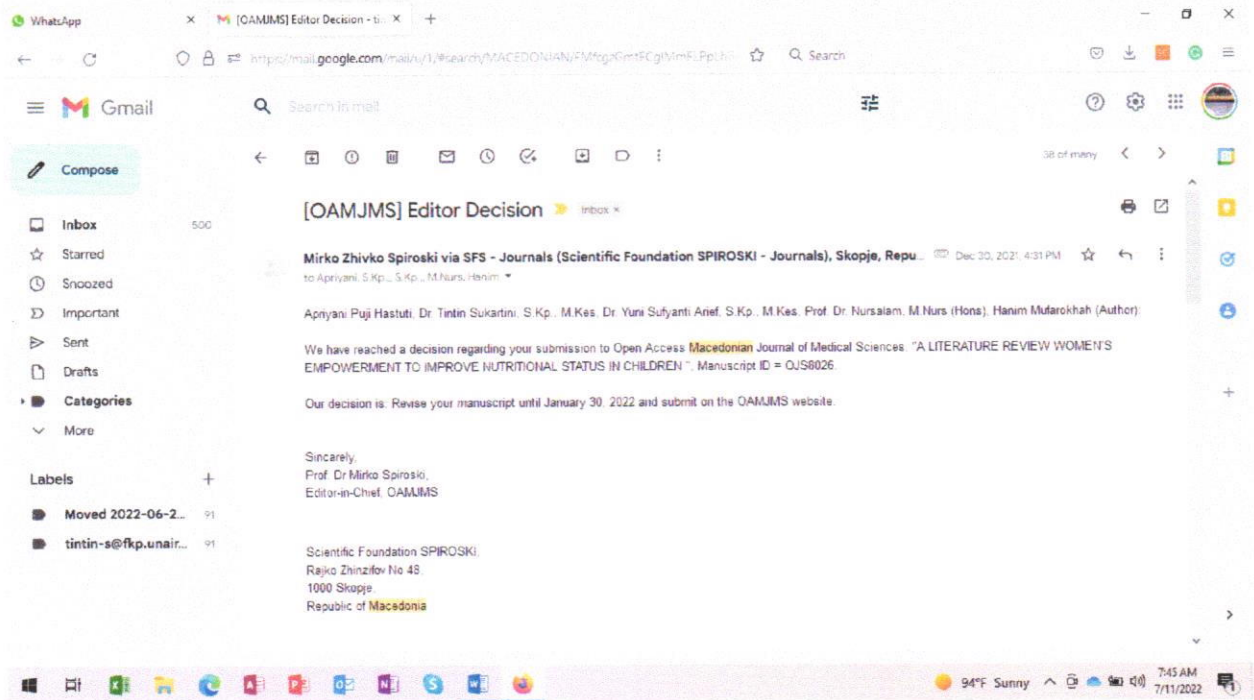 WhatsApp
[OAMJMS] Editor Decision - ti
Search
Gmail
Search in mail
Compose
38 of many
Inbox 500
Starred
Snoozed
Important
Sent
Drafts
Categories
More
Labels
Moved 2022-06-2... 91
tintin-s@fkp.unair... 91
[OAMJMS] Editor Decision Inbox ×
Mirko Zhivko Spiroski via SFS - Journals (Scientific Foundation SPIROSKI - Journals), Skopje, Repu... Dec 30, 2021, 4:31 PM
to Apriyani, S.Kp., S.Kp., M.Nurs, Hanim
Apriyani Puji Hastuti, Dr. Tintin Sukartini, S.Kp., M.Kes, Dr. Yuni Sufyanti Arief, S.Kp., M.Kes, Prof. Dr. Nursalam, M.Nurs (Hons), Hanim Mufarokhah (Author):
We have reached a decision regarding your submission to Open Access Macedonian Journal of Medical Sciences, "A LITERATURE REVIEW WOMEN'S
EMPOWERMENT TO IMPROVE NUTRITIONAL STATUS IN CHILDREN ", Manuscript ID = OJS8026.
Our decision is: Revise your manuscript until January 30, 2022 and submit on the OAMJMS website.
Sincarely,
Prof. Dr Mirko Spiroski,
Editor-in-Chief, OAMJMS
Scientific Foundation SPIROSKI,
Rajko Zhinzifov No 48,
1000 Skopje,
Republic of Macedonia
94°F Sunny
7:45 AM
7/11/2022